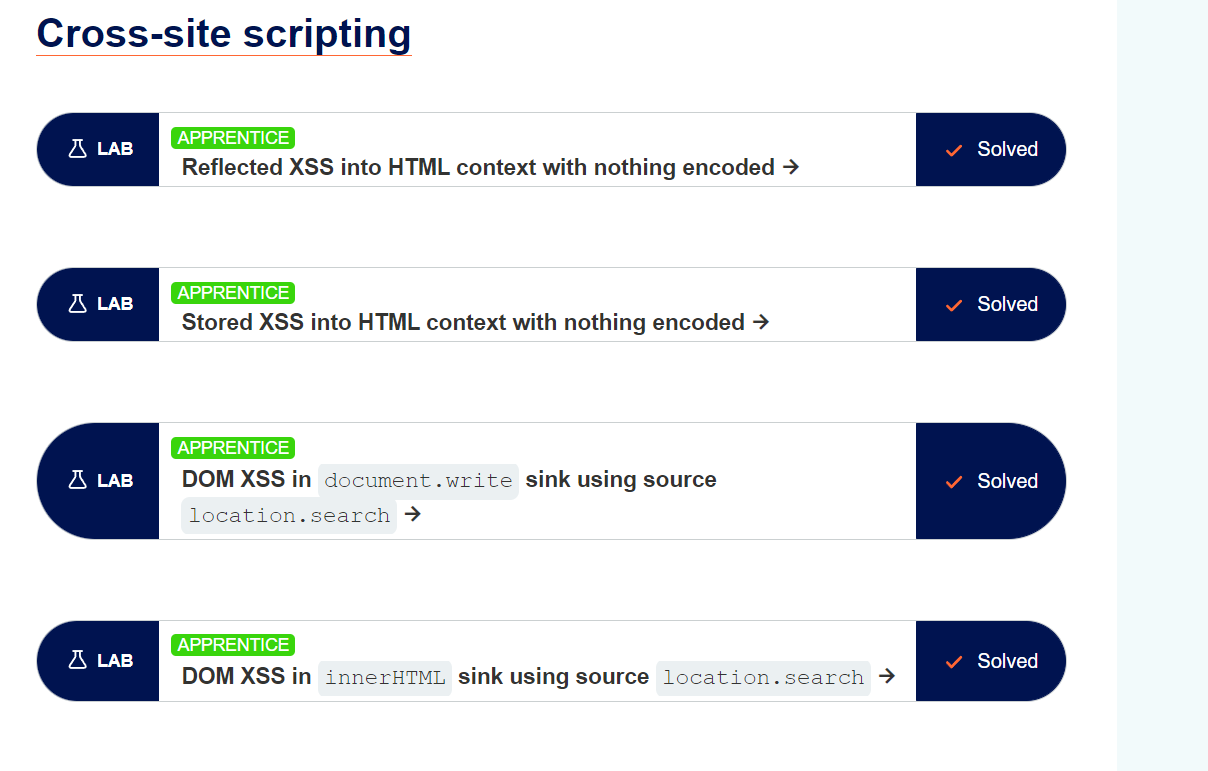 Cross-site scripting
LAB
APPRENTICE
Reflected XSS into HTML context with nothing encoded →
Solved
LAB
APPRENTICE
Stored XSS into HTML context with nothing encoded →
Solved
LAB
APPRENTICE
DOM XSS in document.write sink using source
location.search →
Solved
LAB
APPRENTICE
DOM XSS in innerHTML sink using source location.search →
Solved